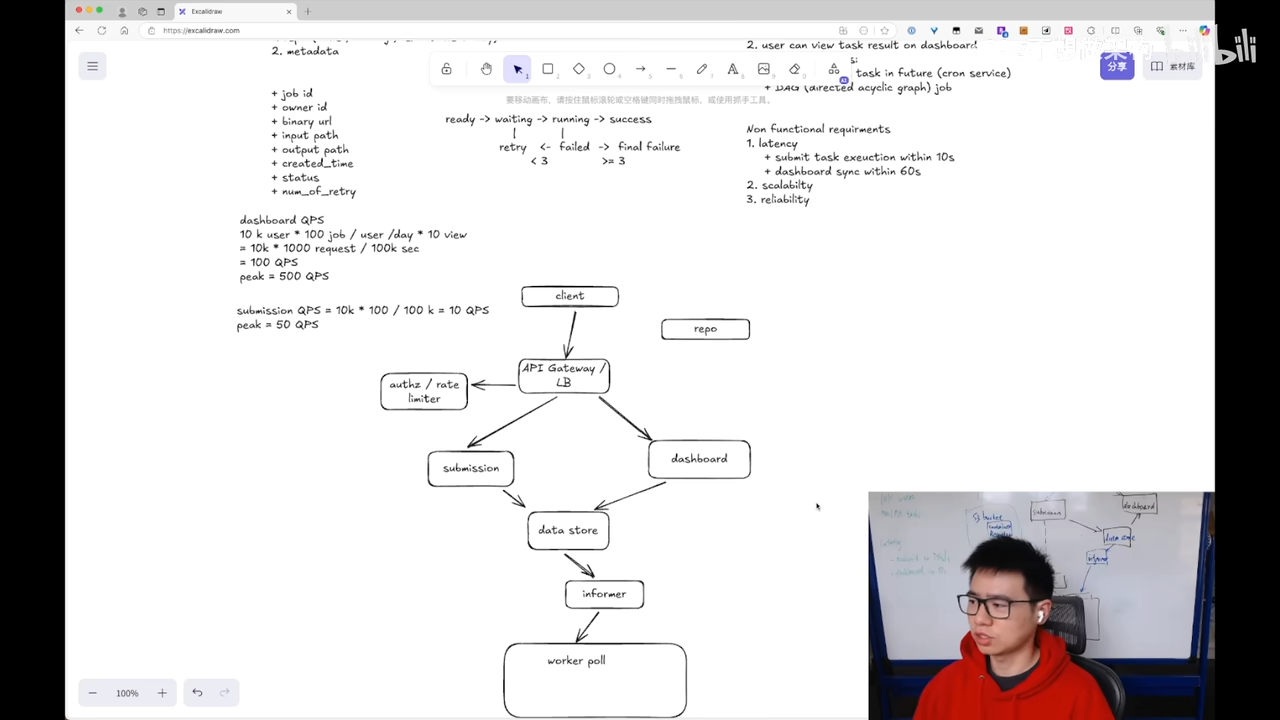 Excalidraw
https://excalidraw.com
2. metadata
+ job id
+ owner id
+ binary url
+ input path
+ output path
+ created_time
+ status
+ num_of_retry
要移动画布，请按住鼠标滚轮或空格键同时拖拽鼠标，或使用抓手工具。
ready -> waiting -> running -> success
retry <- failed -> final failure
< 3 >= 3
2. user can view task result on dashboard
task in future (cron service)
+ DAG (directed acyclic graph) job
分享
素材库
Non functional requirments
1. latency
+ submit task exeuction within 10s
+ dashboard sync within 60s
2. scalabilty
3. reliability
dashboard QPS
10 k user * 100 job / user /day * 10 view
= 10k * 1000 request / 100k sec
= 100 QPS
peak = 500 QPS
submission QPS = 10k * 100 / 100 k = 10 QPS
peak = 50 QPS
client
repo
API Gateway /
LB
authz / rate
limiter
submission
dashboard
data store
informer
worker poll
100%
bilibili